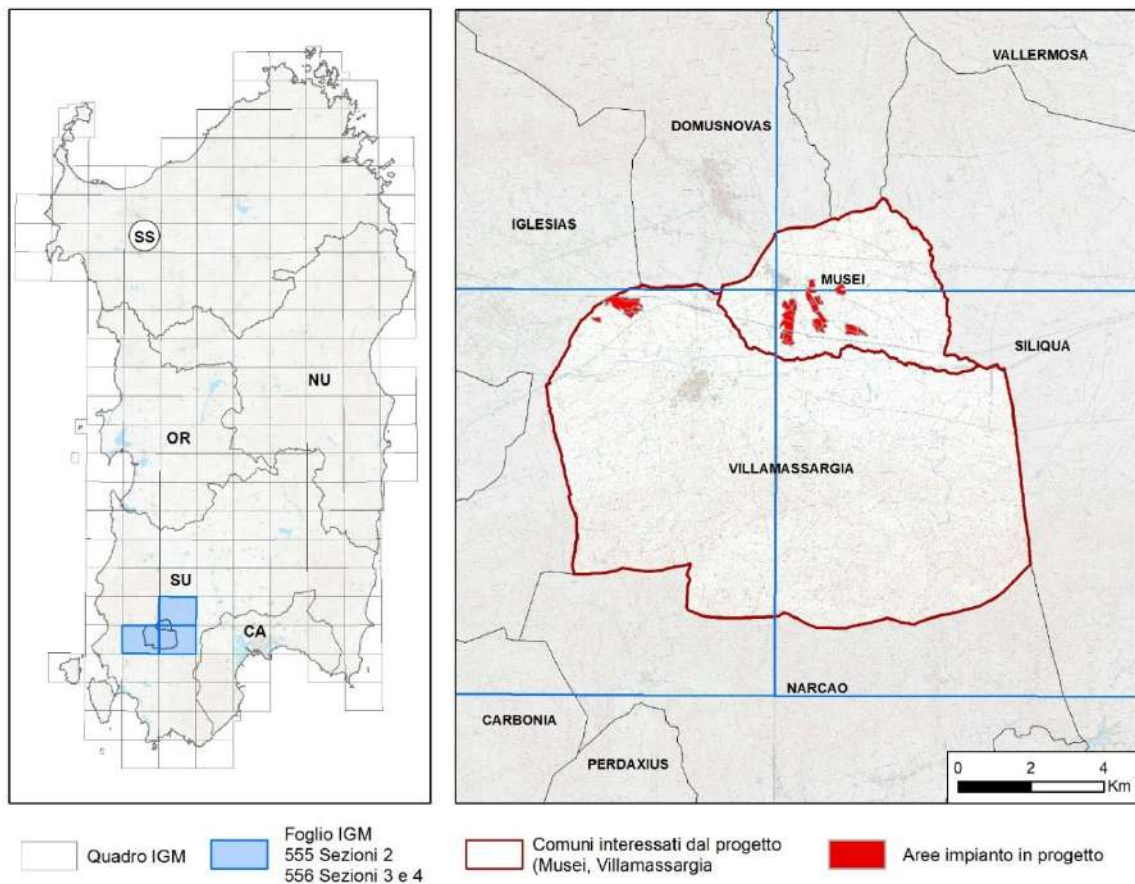 SS
NU
OR
SU
CA
VALLERMOSA
DOMUSNOVAS
IGLESIAS
MUSEI
SILIQUA
VILLAMASSARGIA
NARCAO
CARBONIA
PERDAXIUS
0 2 4
Km
Quadro IGM
Foglio IGM
555 Sezioni 2
556 Sezioni 3 e 4
Comuni interessati dal progetto
(Musei, Villamassargia
Aree impianto in progetto